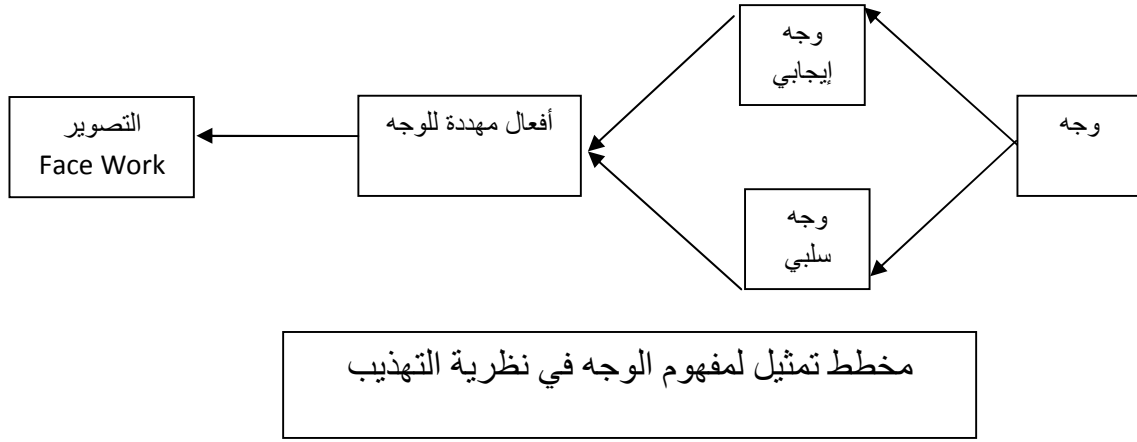 وجه
وجه
إيجابي
وجه
سلبي
أفعال مهددة للوجه
التصوير
Face Work
مخطط تمثيل لمفهوم الوجه في نظرية التهذيب